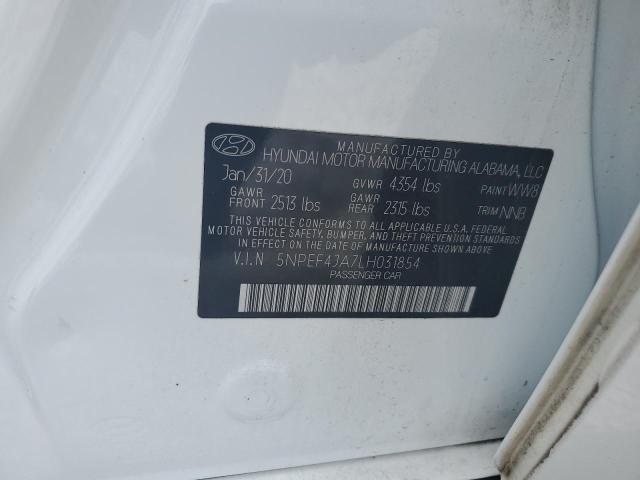 MANUFACTURED BY
HYUNDAI MOTOR MANUFACTURING ALABAMA, LLC
Jan/31/20 GVWR 4354 lbs PAINT WW8
GAWR FRONT 2513 lbs GAWR REAR 2315 lbs TRIM NNB
THIS VEHICLE CONFORMS TO ALL APPLICABLE U.S.A. FEDERAL
MOTOR VEHICLE SAFETY, BUMPER, AND THEFT PREVENTION STANDARDS
IN EFFECT ON THE DATE OF MANUFACTURE SHOWN ABOVE
V.I.N 5NPEF4JA7LH031854
PASSENGER CAR